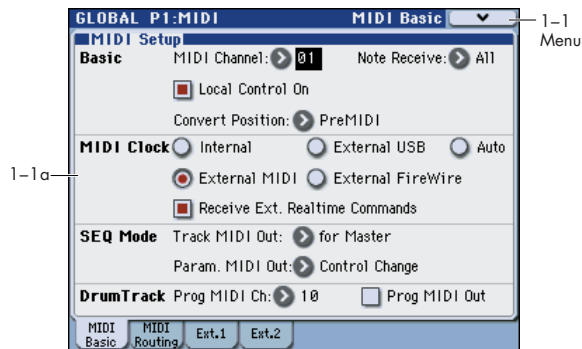 GLOBAL P1:MIDI MIDI Basic
1–1
Menu
MIDI Setup
Basic MIDI Channel: 01 Note Receive: All
Local Control On
Convert Position: PreMIDI
MIDI Clock Internal External USB Auto
1–1a
External MIDI External FireWire
Receive Ext. Realtime Commands
SEQ Mode Track MIDI Out: for Master
Param. MIDI Out: Control Change
DrumTrack Prog MIDI Ch: 10 Prog MIDI Out
MIDI Basic
MIDI Routing
Ext.1
Ext.2